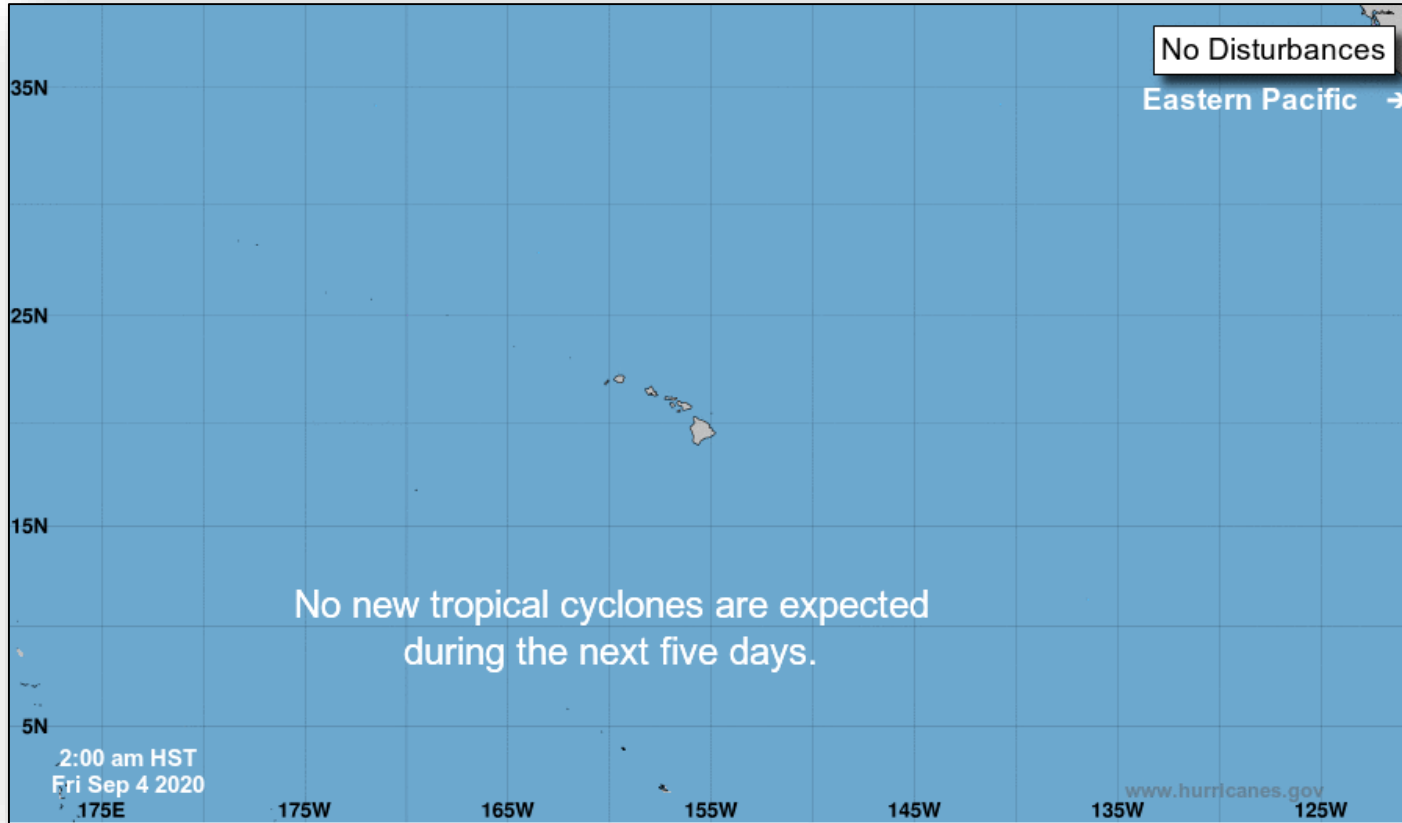 No Disturbances
35N
Eastern Pacific →
25N
15N
No new tropical cyclones are expected
during the next five days.
5N
2:00 am HST
Fri Sep 4 2020
www.hurricanes.gov
175E 175W 165W 155W 145W 135W 125W